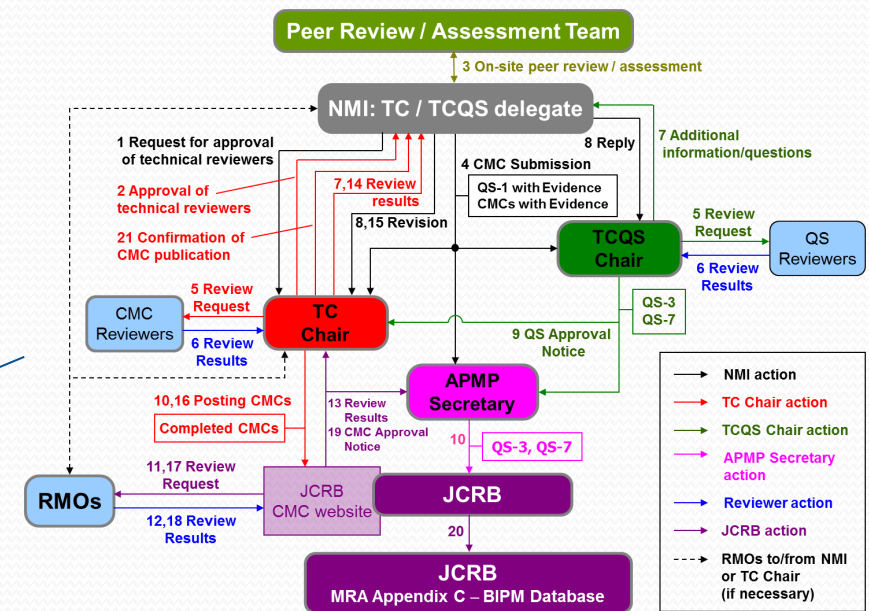 Peer Review / Assessment Team
3 On-site peer review / assessment
NMI: TC / TCQS delegate
1 Request for approval
of technical reviewers
2 Approval of
technical reviewers
21 Confirmation of
CMC publication
7,14 Review
results
8,15 Revision
4 CMC Submission
QS-1 with Evidence
CMCs with Evidence
8 Reply
7 Additional
information/questions
TCQS
Chair
5 Review
Request
6 Review
Results
QS
Reviewers
CMC
Reviewers
5 Review
Request
6 Review
Results
TC
Chair
QS-3
QS-7
9 QS Approval
Notice
APMP
Secretary
10,16 Posting CMCs
Completed CMCs
13 Review
Results
19 CMC Approval
Notice
10
QS-3, QS-7
11,17 Review
Request
RMOs
12,18 Review
Results
JCRB
CMC website
JCRB
20
JCRB
MRA Appendix C – BIPM Database
NMI action
TC Chair action
TCQS Chair action
APMP Secretary
action
Reviewer action
JCRB action
RMOs to/from NMI
or TC Chair
(if necessary)